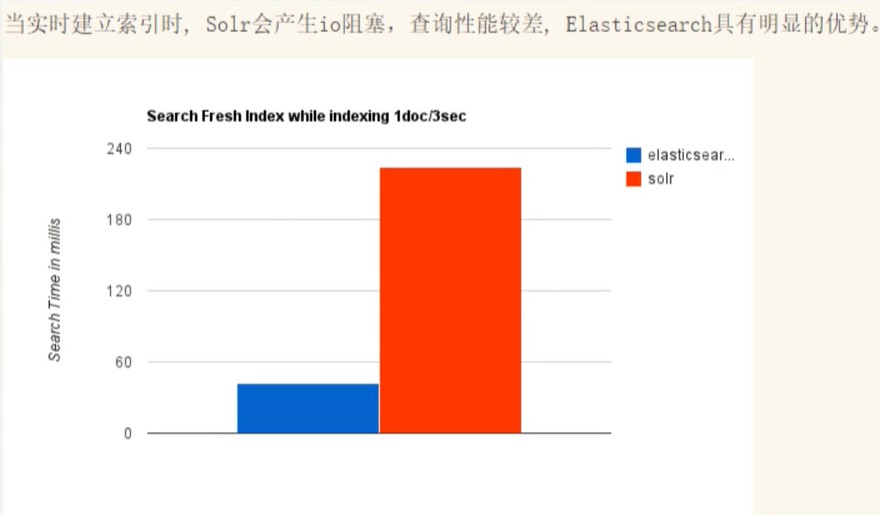 当实时建立索引时, Solr会产生io阻塞，查询性能较差, Elasticsearch具有明显的优势。
Search Fresh Index while indexing 1doc/3sec
240
180
120
60
0
Search Time in millis
elasticsear...
solr